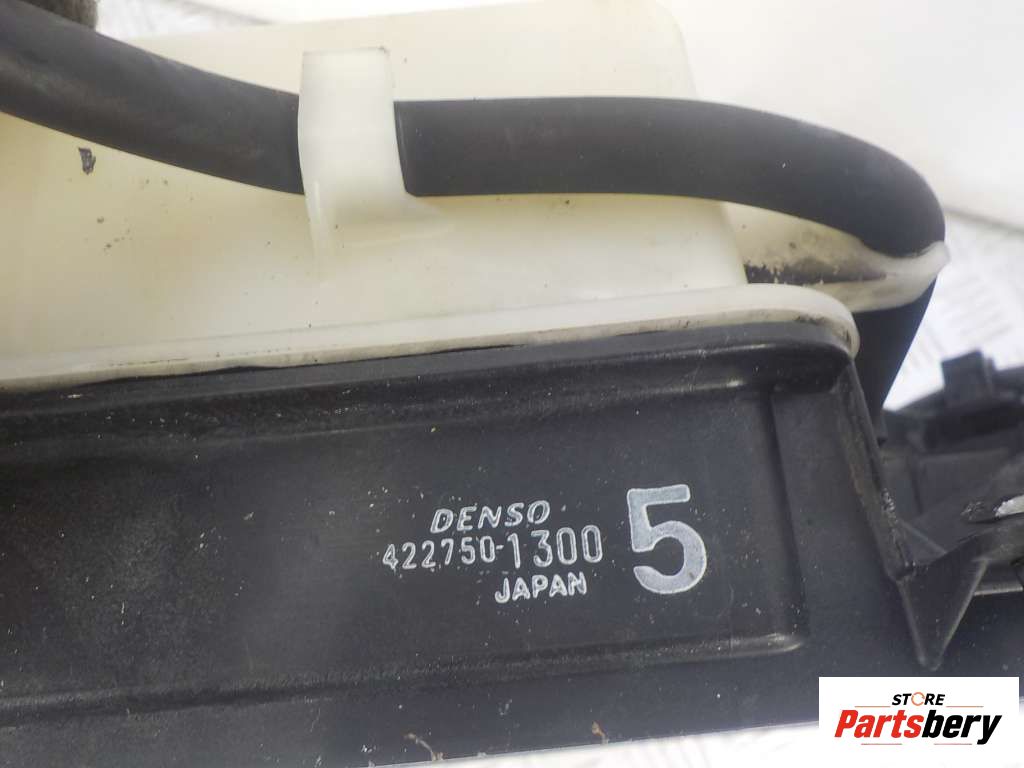 DENSO
422750-1300
5
JAPAN
STORE
Partsbery